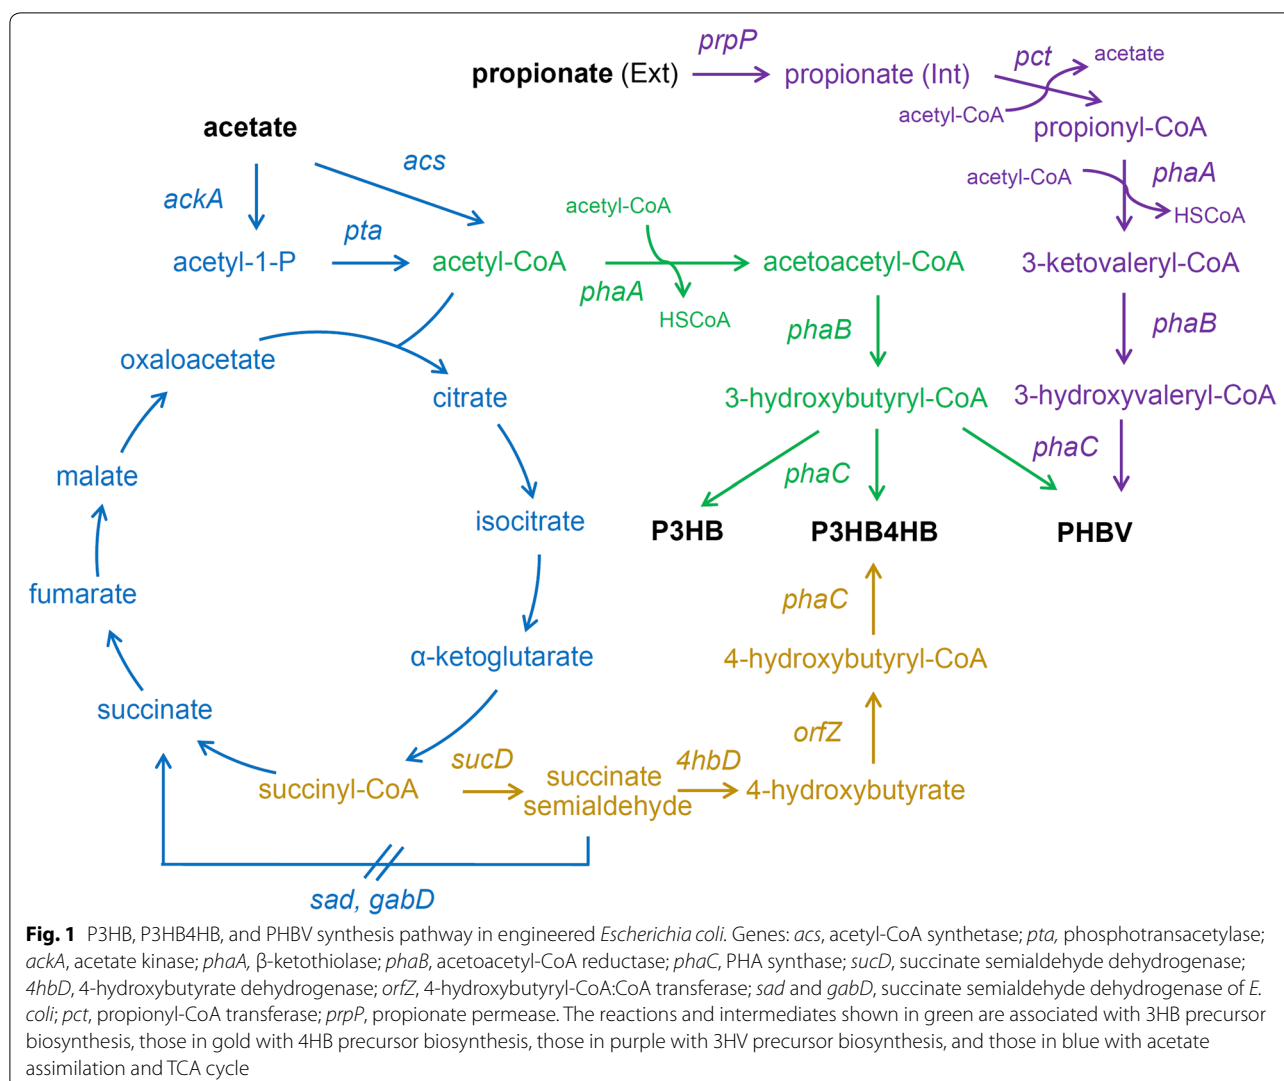 prpP
pct
acetate
propionate (Ext)
propionate (Int)
acetyl-CoA
propionyl-CoA
acetate
acs
ackA
acetyl-CoA
phaA
HSCoA
acetyl-CoA
pta
acetyl-1-P
acetyl-CoA
phaA
HSCoA
acetoacetyl-CoA
3-ketovaleryl-CoA
phaB
phaB
oxaloacetate
citrate
3-hydroxybutyryl-CoA
3-hydroxyvaleryl-CoA
phaC
phaC
malate
isocitrate
P3HB
P3HB4HB
PHBV
fumarate
phaC
α-ketoglutarate
4-hydroxybutyryl-CoA
succinate
orfZ
sucD
4hbD
succinyl-CoA
succinate
semialdehyde
4-hydroxybutyrate
sad, gabD
Fig. 1 P3HB, P3HB4HB, and PHBV synthesis pathway in engineered Escherichia coli. Genes: acs, acetyl-CoA synthetase; pta, phosphotransacetylase;
ackA, acetate kinase; phaA, β-ketothiolase; phaB, acetoacetyl-CoA reductase; phaC, PHA synthase; sucD, succinate semialdehyde dehydrogenase;
4hbD, 4-hydroxybutyrate dehydrogenase; orfZ, 4-hydroxybutyryl-CoA:CoA transferase; sad and gabD, succinate semialdehyde dehydrogenase of E.
coli; pct, propionyl-CoA transferase; prpP, propionate permease. The reactions and intermediates shown in green are associated with 3HB precursor
biosynthesis, those in gold with 4HB precursor biosynthesis, those in purple with 3HV precursor biosynthesis, and those in blue with acetate
assimilation and TCA cycle